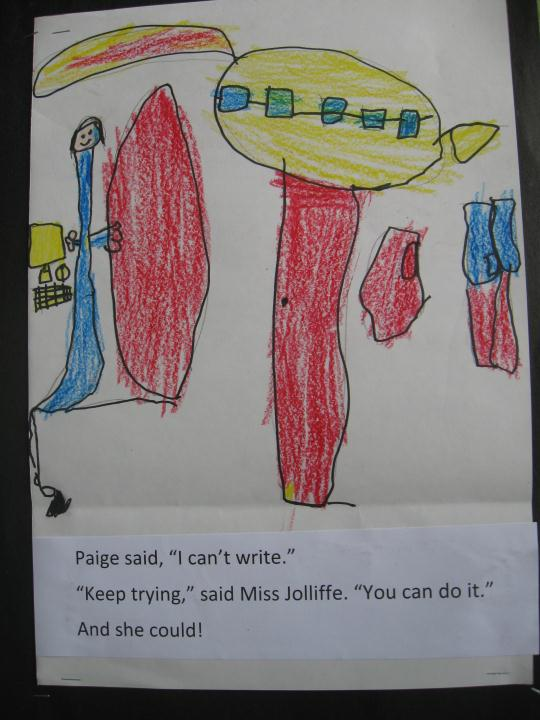 Paige said, “I can’t write.”
“Keep trying,” said Miss Jolliffe. “You can do it.”
And she could!